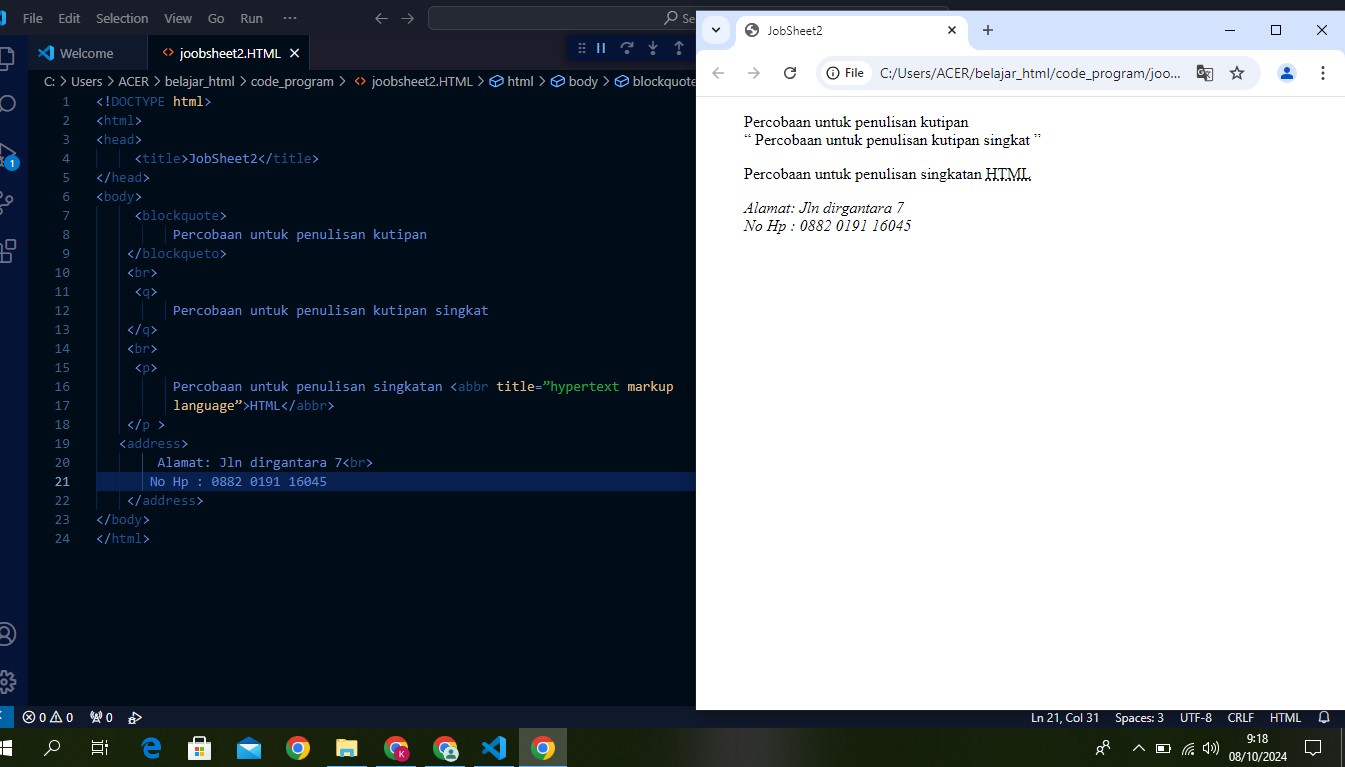 File Edit Selection View Go Run ··· Se
Welcome joobsheet2.HTML
C: > Users > ACER > belajar_html > code_program > joobsheet2.HTML > html > body > blockquote
1 <!DOCTYPE html>
2 <html>
3 <head>
4 <title>JobSheet2</title>
5 </head>
6 <body>
7 <blockquote>
8 Percobaan untuk penulisan kutipan
9 </blockqueto>
10 <br>
11 <q>
12 Percobaan untuk penulisan kutipan singkat
13 </q>
14 <br>
15 <p>
16 Percobaan untuk penulisan singkatan <abbr title=”hypertext markup
17 language”>HTML</abbr>
18 </p >
19 <address>
20 Alamat: Jln dirgantara 7<br>
21 No Hp : 0882 0191 16045
22 </address>
23 </body>
24 </html>
1
0 0 0
JobSheet2
File C:/Users/ACER/belajar_html/code_program/joo...
Percobaan untuk penulisan kutipan
“ Percobaan untuk penulisan kutipan singkat ”
Percobaan untuk penulisan singkatan HTML
Alamat: Jln dirgantara 7
No Hp : 0882 0191 16045
Ln 21, Col 31 Spaces: 3 UTF-8 CRLF HTML
K
9:18
08/10/2024